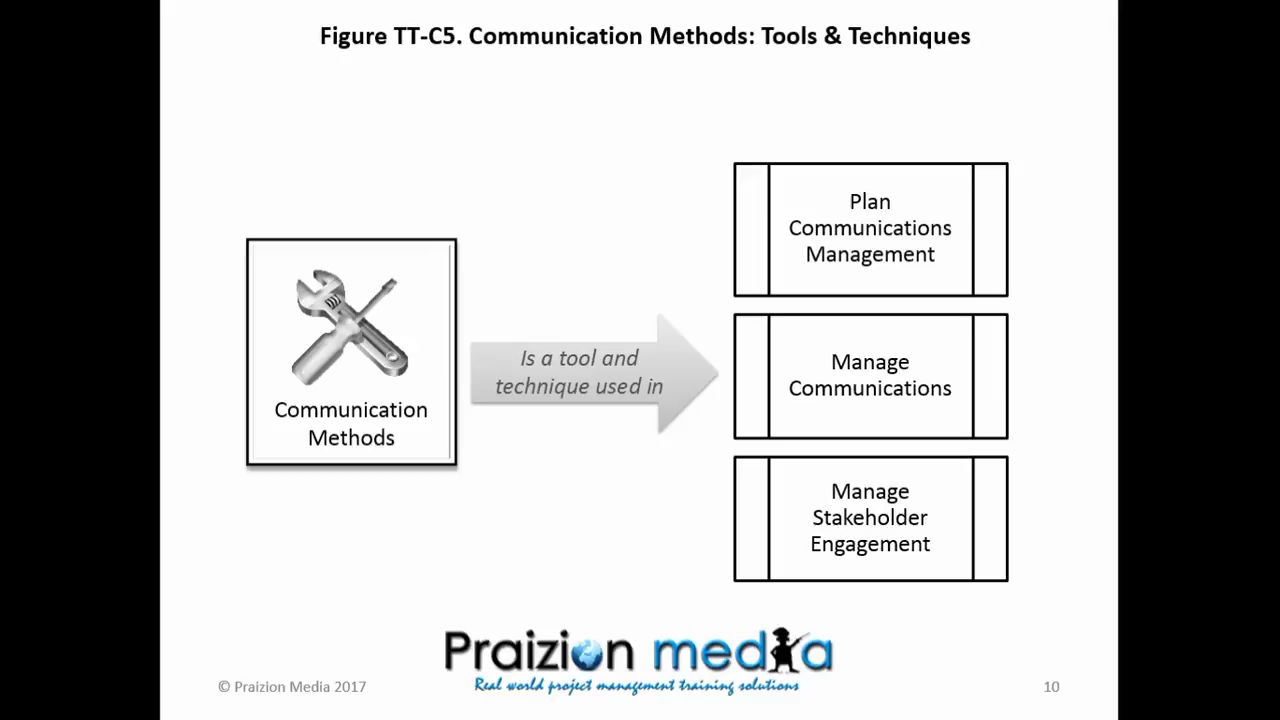 Figure TT-C5. Communication Methods: Tools & Techniques
Communication
Methods
Is a tool and
technique used in
Plan
Communications
Management
Manage
Communications
Manage
Stakeholder
Engagement
Praizion media
Real world project management training solutions
© Praizion Media 2017
10